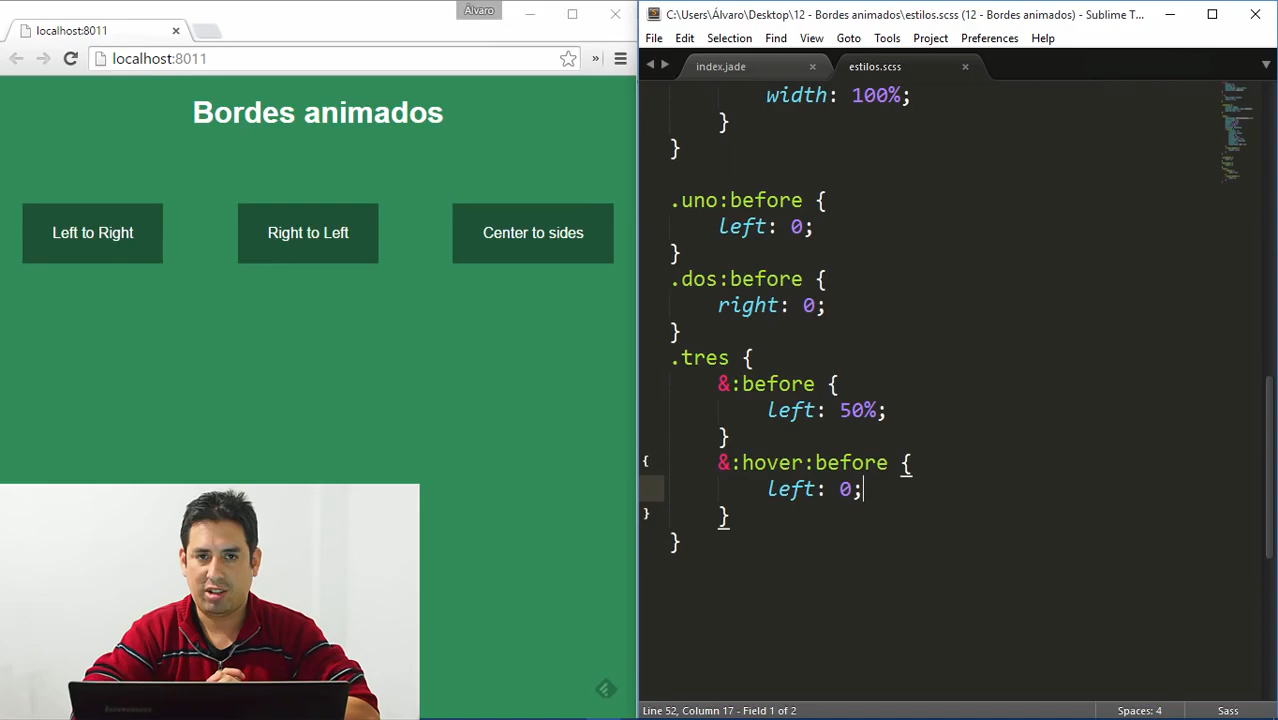 Álvaro
localhost:8011
localhost:8011
»
Bordes animados
Left to Right
Right to Left
Center to sides
C:\Users\Álvaro\Desktop\12 - Bordes animados\estilos.scss (12 - Bordes animados) - Sublime T...
File Edit Selection Find View Goto Tools Project Preferences Help
index.jade
estilos.scss
width: 100%;
}
}
.uno:before {
left: 0;
}
.dos:before {
right: 0;
}
.tres {
&:before {
left: 50%;
}
&:hover:before {
left: 0;
}
}
Line 52, Column 17 - Field 1 of 2
Spaces: 4
Sass